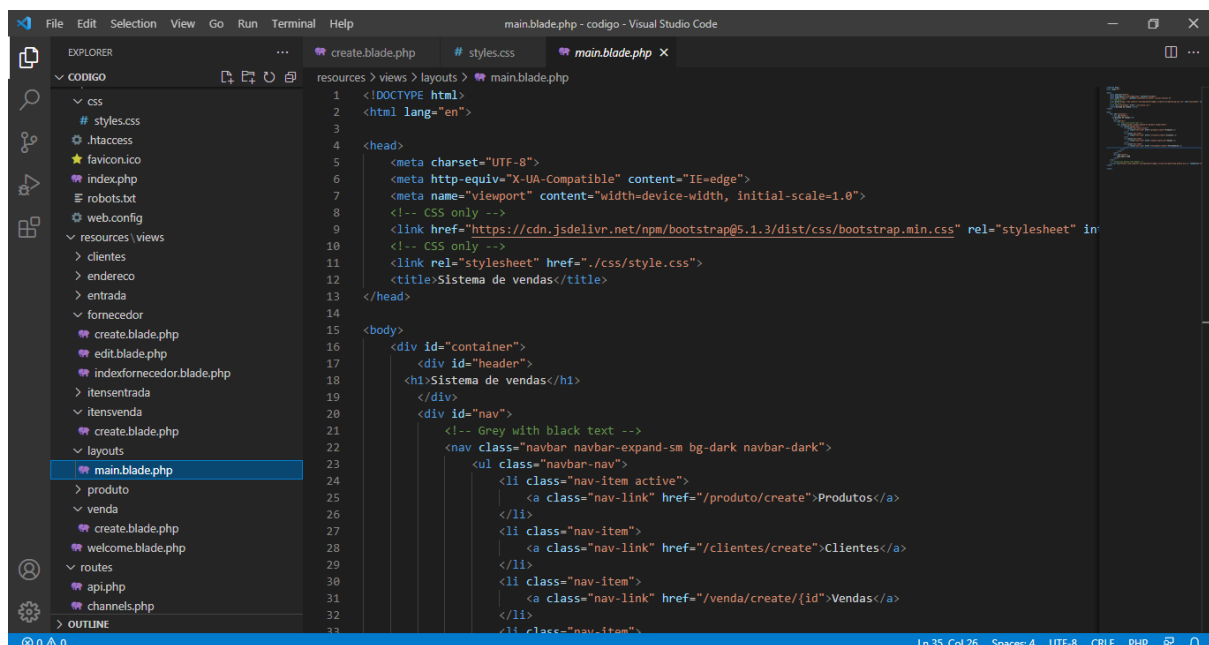 File Edit Selection View Go Run Terminal Help
main.blade.php - codigo - Visual Studio Code
EXPLORER
CODIGO
css
# styles.css
.htaccess
favicon.ico
index.php
robots.txt
web.config
resources\views
clientes
endereco
entrada
fornecedor
create.blade.php
edit.blade.php
indexfornecedor.blade.php
itensentrada
itensvenda
create.blade.php
layouts
main.blade.php
produto
venda
create.blade.php
welcome.blade.php
routes
api.php
channels.php
OUTLINE
create.blade.php # styles.css main.blade.php
resources > views > layouts > main.blade.php
1 <!DOCTYPE html>
2 <html lang="en">
3
4 <head>
5 <meta charset="UTF-8">
6 <meta http-equiv="X-UA-Compatible" content="IE=edge">
7 <meta name="viewport" content="width=device-width, initial-scale=1.0">
8 <!-- CSS only -->
9 <link href="https://cdn.jsdelivr.net/npm/bootstrap@5.1.3/dist/css/bootstrap.min.css" rel="stylesheet" in
10 <!-- CSS only -->
11 <link rel="stylesheet" href="./css/style.css">
12 <title>Sistema de vendas</title>
13 </head>
14
15 <body>
16 <div id="container">
17 <div id="header">
18 <h1>Sistema de vendas</h1>
19 </div>
20 <div id="nav">
21 <!-- Grey with black text -->
22 <nav class="navbar navbar-expand-sm bg-dark navbar-dark">
23 <ul class="navbar-nav">
24 <li class="nav-item active">
25 <a class="nav-link" href="/produto/create">Produtos</a>
26 </li>
27 <li class="nav-item">
28 <a class="nav-link" href="/clientes/create">Clientes</a>
29 </li>
30 <li class="nav-item">
31 <a class="nav-link" href="/venda/create/{id">Vendas</a>
32 </li>
33 <li class="nav-item">
0 0
Ln 35, Col 26 Spaces: 4 UTF-8 CRLF PHP